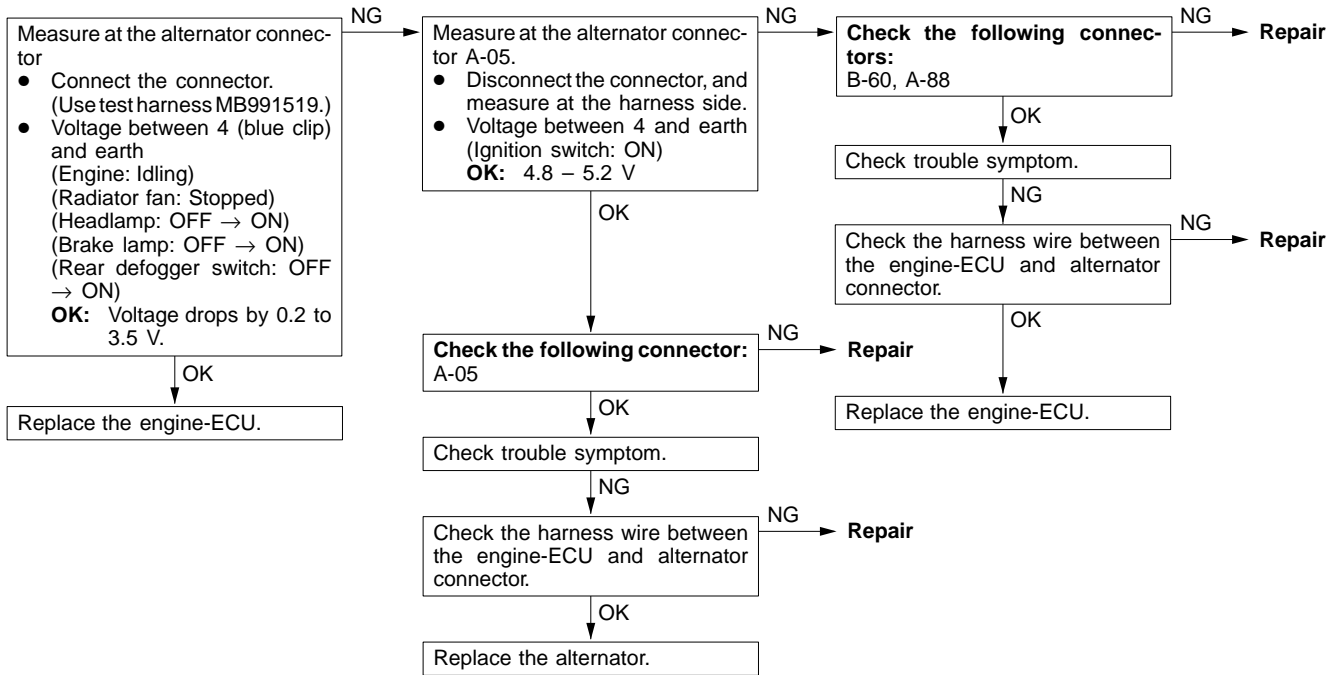 Measure at the alternator connec-
tor
● Connect the connector.
(Use test harness MB991519.)
● Voltage between 4 (blue clip)
and earth
(Engine: Idling)
(Radiator fan: Stopped)
(Headlamp: OFF → ON)
(Brake lamp: OFF → ON)
(Rear defogger switch: OFF
→ ON)
OK: Voltage drops by 0.2 to
3.5 V.
OK
Replace the engine-ECU.
NG
Measure at the alternator connec-
tor A-05.
● Disconnect the connector, and
measure at the harness side.
● Voltage between 4 and earth
(Ignition switch: ON)
OK: 4.8 – 5.2 V
OK
Check the following connector:
A-05
NG
Repair
OK
Check trouble symptom.
NG
Check the harness wire between
the engine-ECU and alternator
connector.
NG
Repair
OK
Replace the alternator.
NG
Check the following connec-
tors:
B-60, A-88
NG
Repair
OK
Check trouble symptom.
NG
Check the harness wire between
the engine-ECU and alternator
connector.
NG
Repair
OK
Replace the engine-ECU.